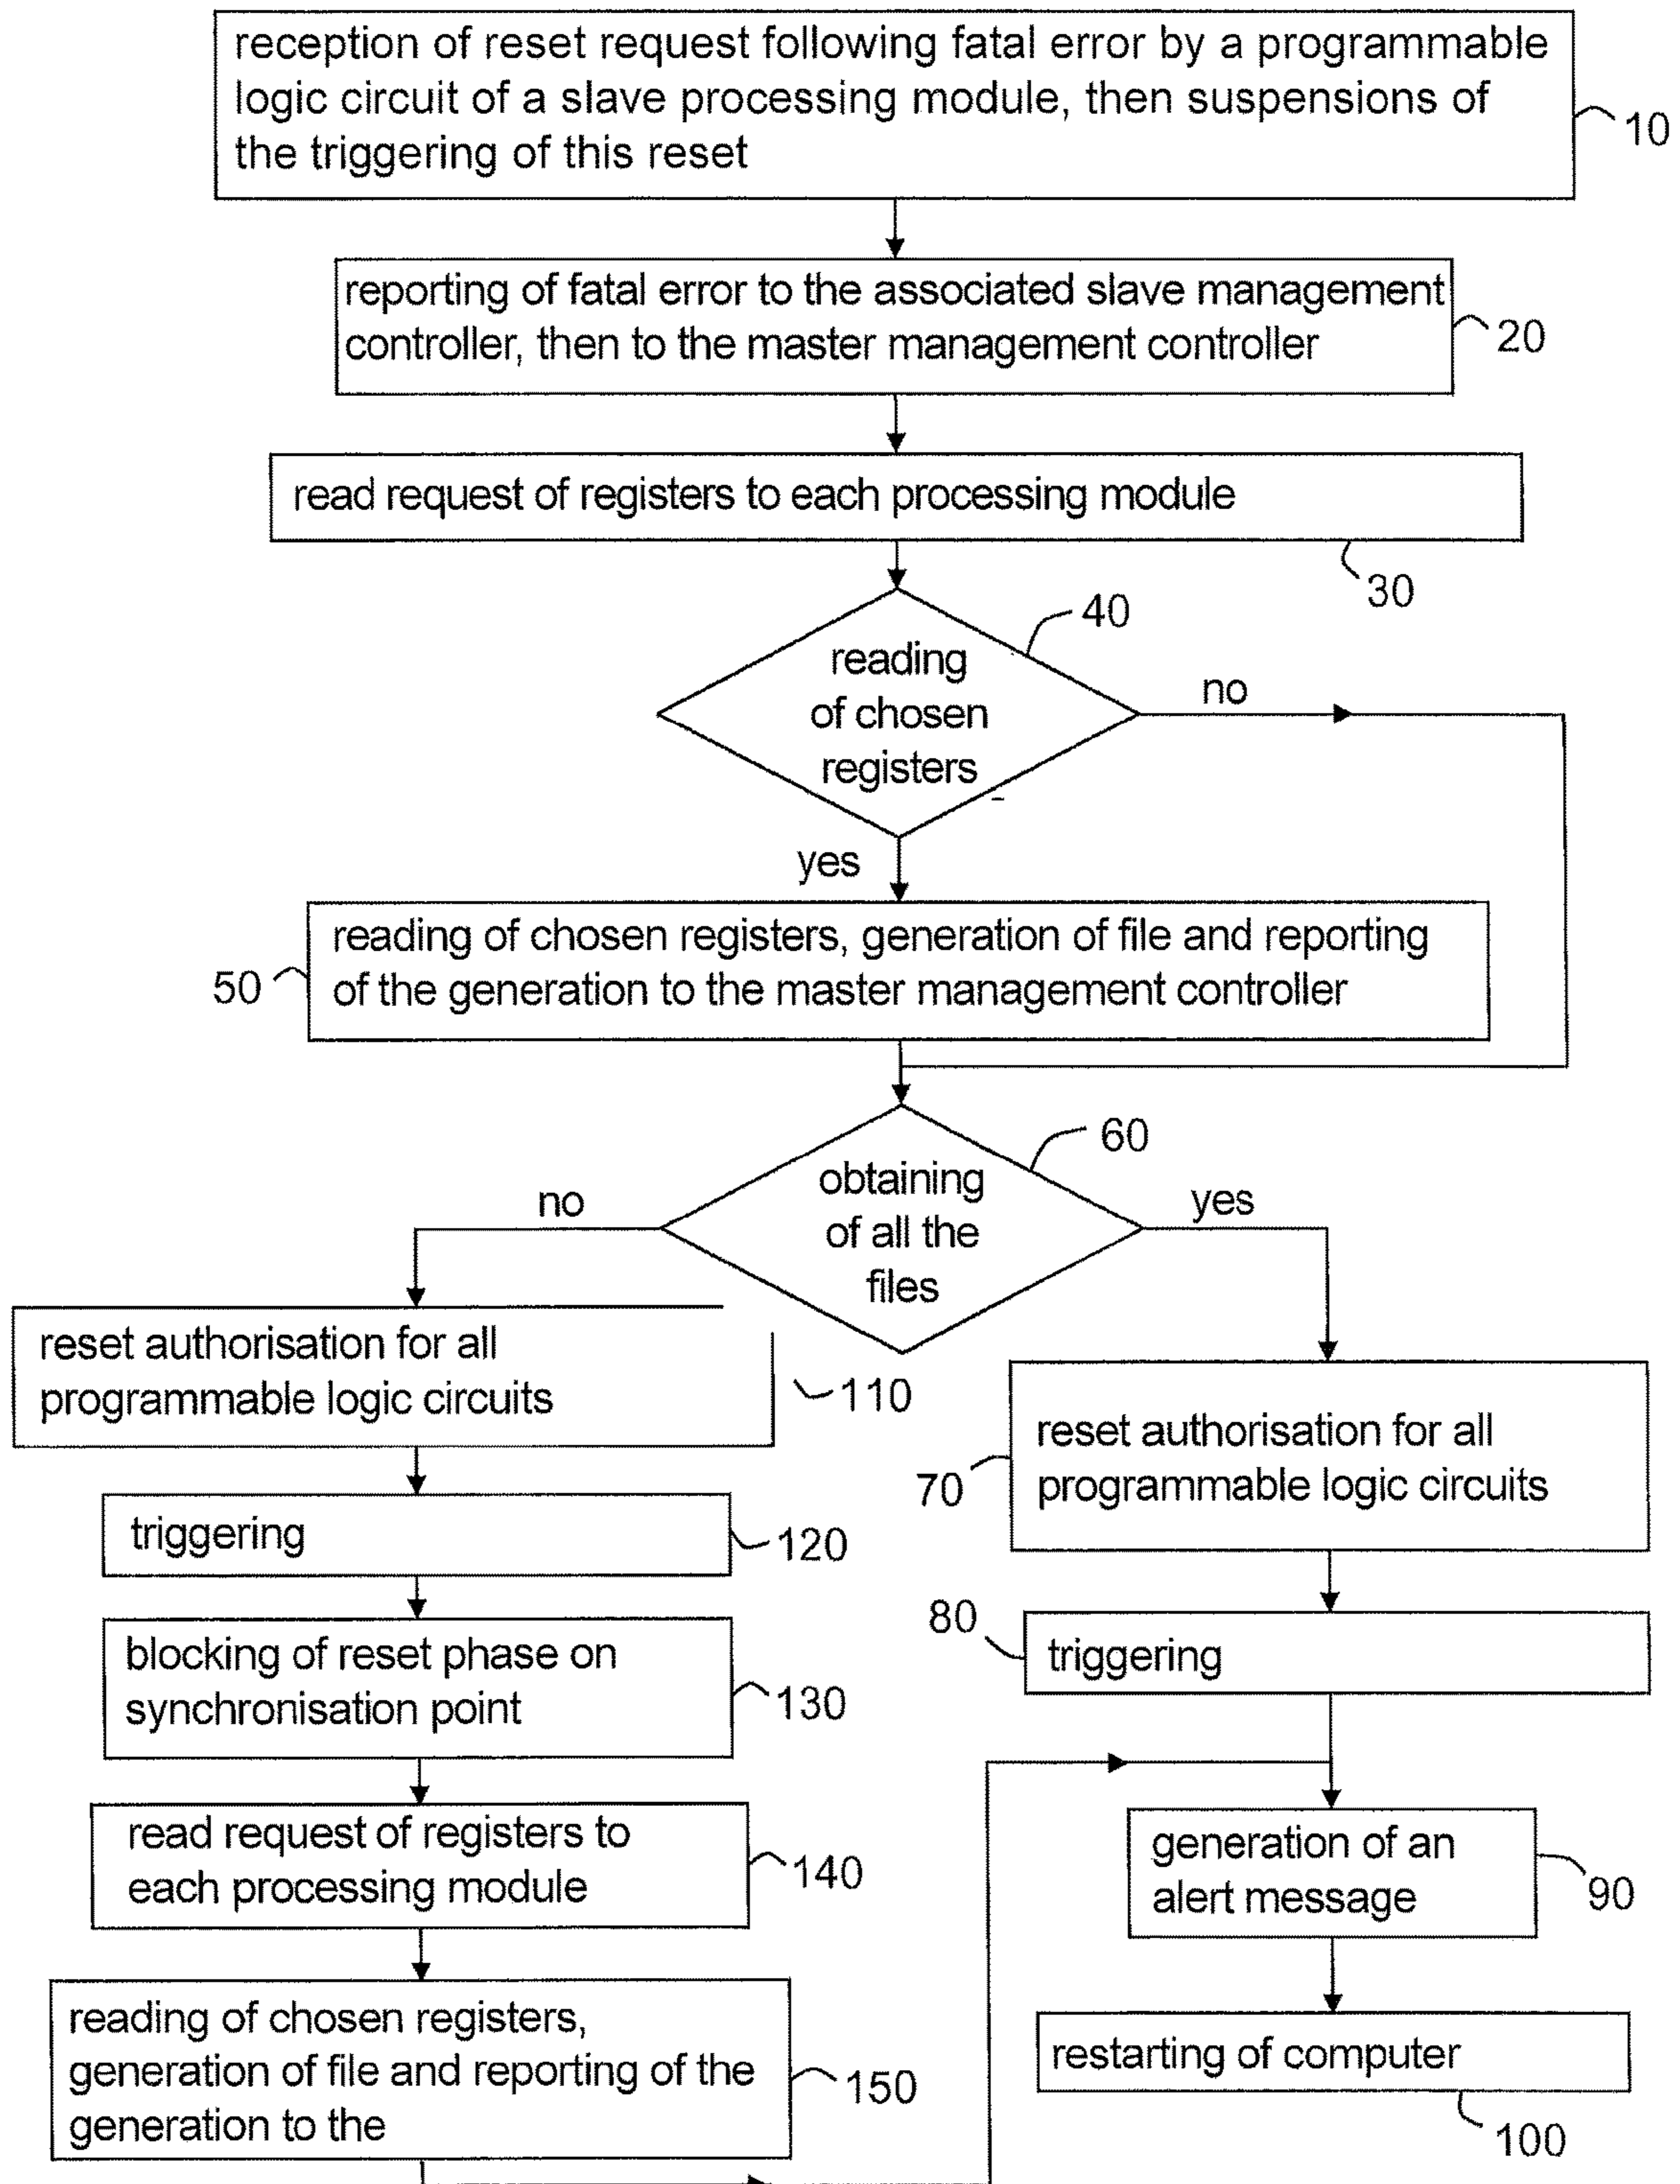 reception of reset request following fatal error by a programmable
logic circuit of a slave processing module, then suspensions of
the triggering of this reset
10
reporting of fatal error to the associated slave management
controller, then to the master management controller
20
read request of registers to each processing module
30
40
reading
of chosen
registers
no
yes
reading of chosen registers, generation of file and reporting
of the generation to the master management controller
50
60
obtaining
of all the
files
no
yes
reset authorisation for all
programmable logic circuits
110
reset authorisation for all
programmable logic circuits
70
triggering
120
80
triggering
blocking of reset phase on
synchronisation point
130
read request of registers to
each processing module
140
generation of an
alert message
90
reading of chosen registers,
generation of file and reporting of the
generation to the
150
restarting of computer
100